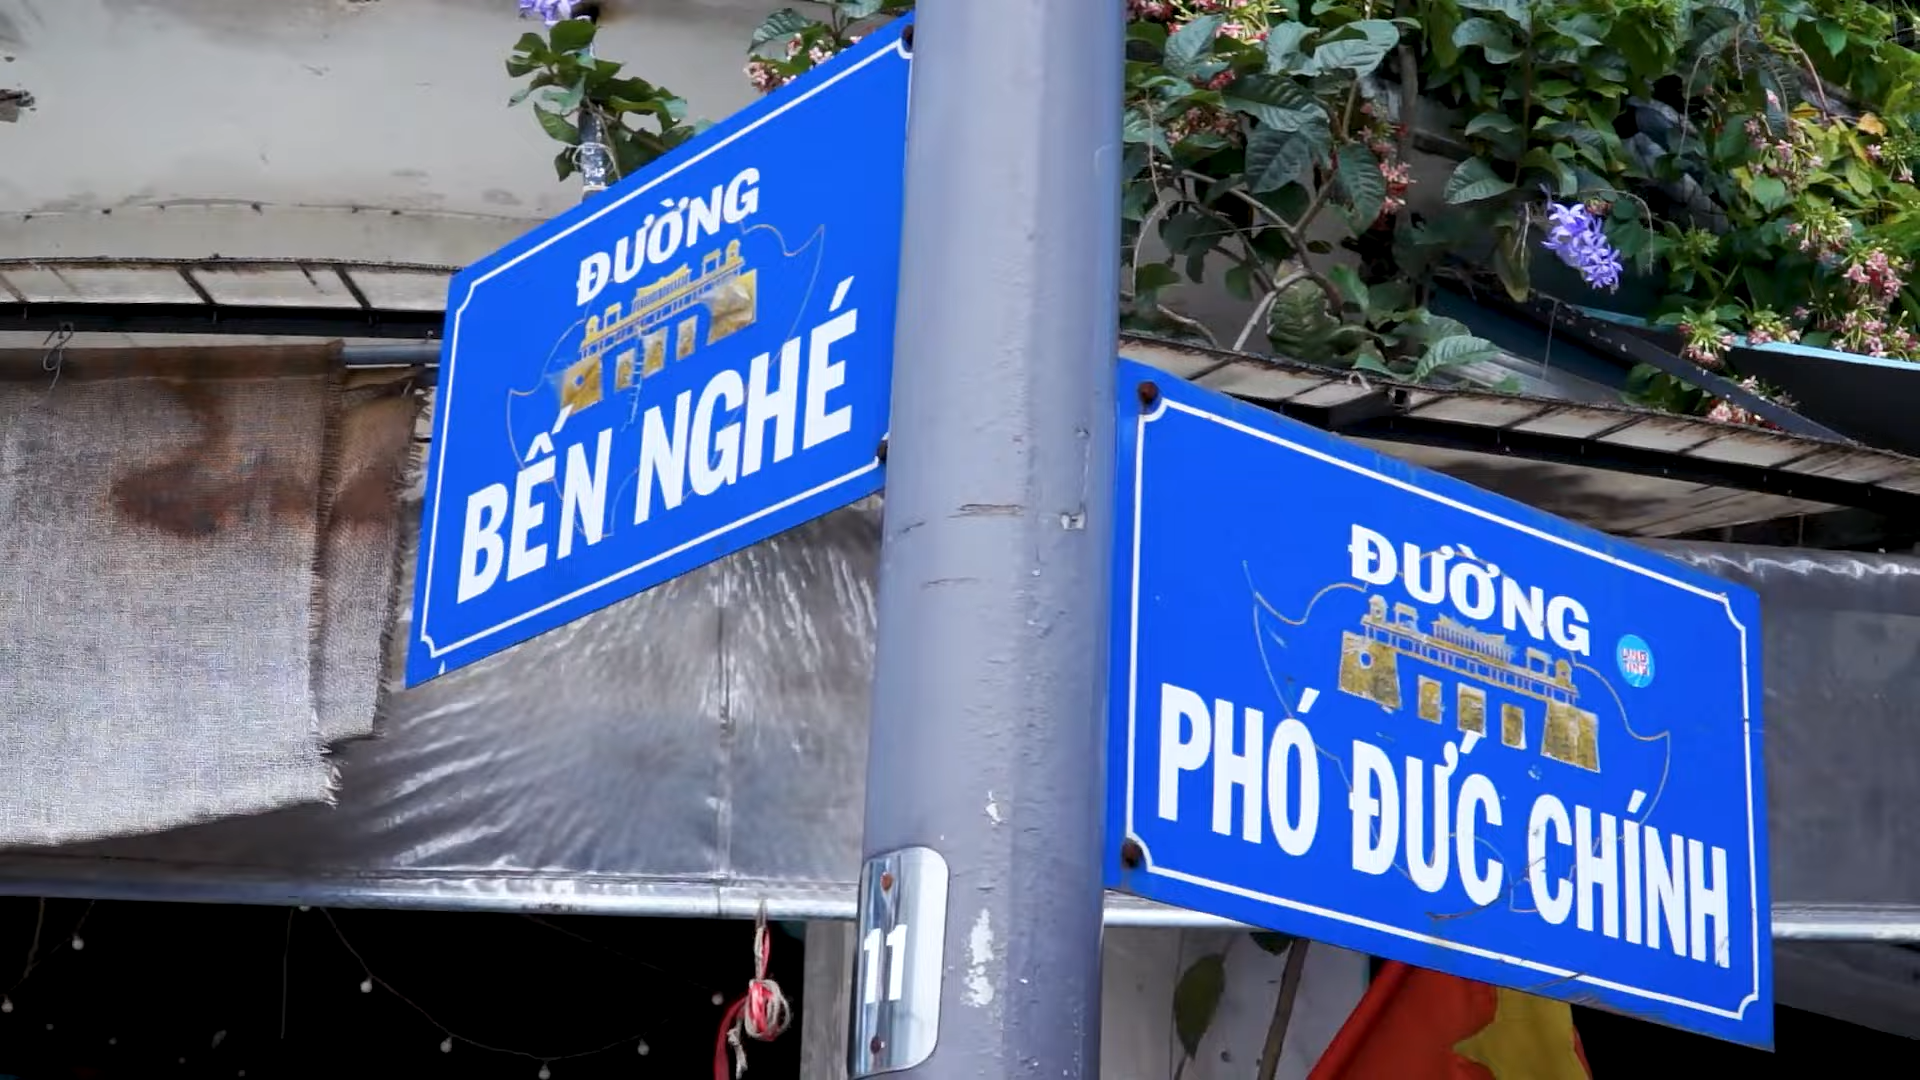 ĐƯỜNG
BẾN NGHÉ
ĐƯỜNG
PHÓ ĐỨC CHÍNH
11